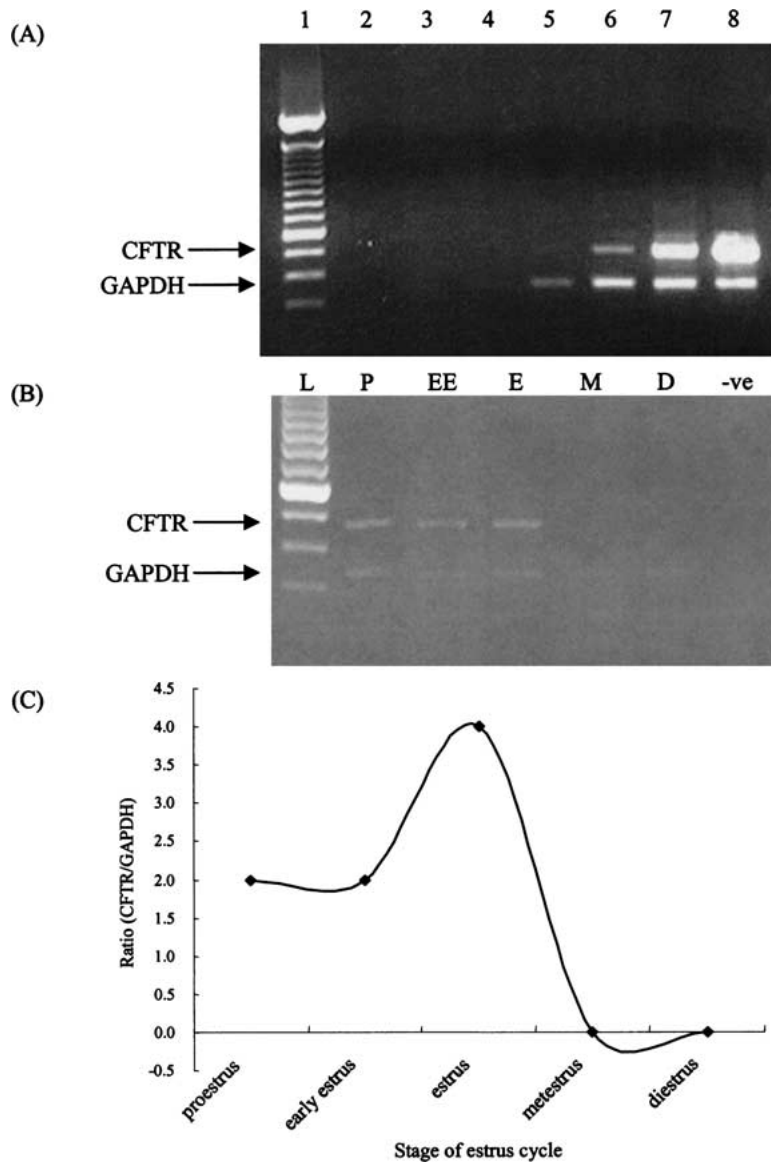 (A)
1 2 3 4 5 6 7 8
CFTR
GAPDH
(B)
L P EE E M D -ve
CFTR
GAPDH
(C)
4.5
4.0
3.5
3.0
2.5
2.0
1.5
1.0
0.5
0.0
-0.5
Ratio (CFTR/GAPDH)
proestrus
early estrus
estrus
metestrus
diestrus
Stage of estrus cycle